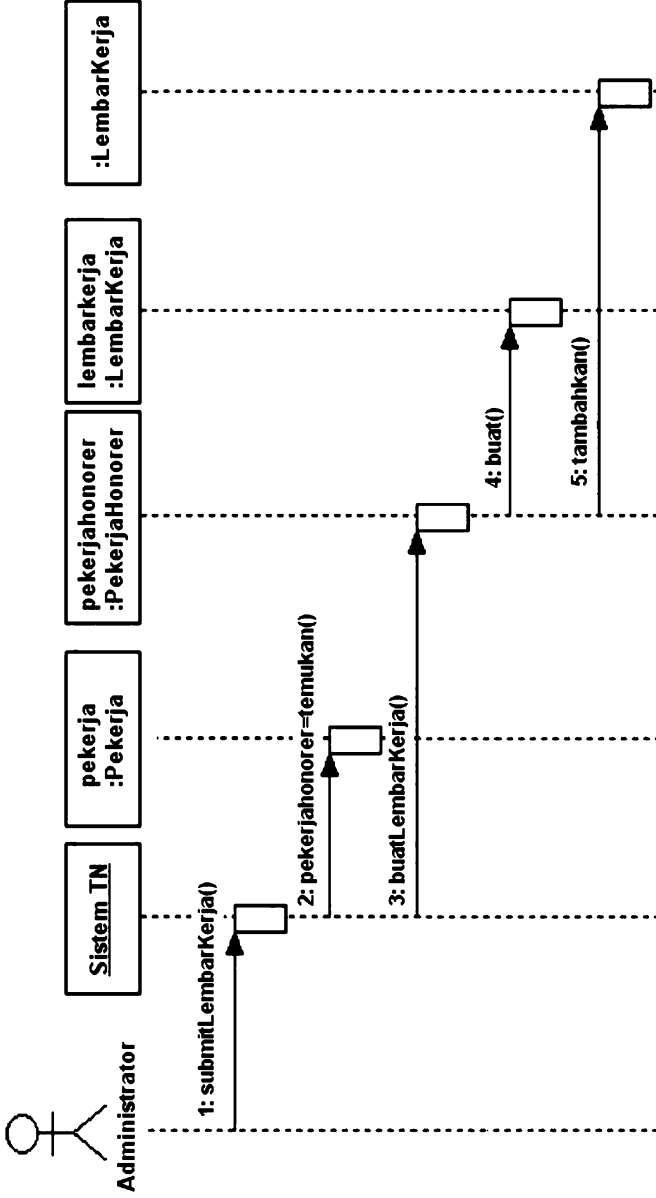 Administrator
Sistem TN
pekerja
:Pekerja
pekerjahonorer
:PekerjaHonorer
lembarkerja
:LembarKerja
:LembarKerja
1: submitLembarKerja()
2: pekerjahonorer=temukan()
3: buatLembarKerja()
4: buat()
5: tambahkan()